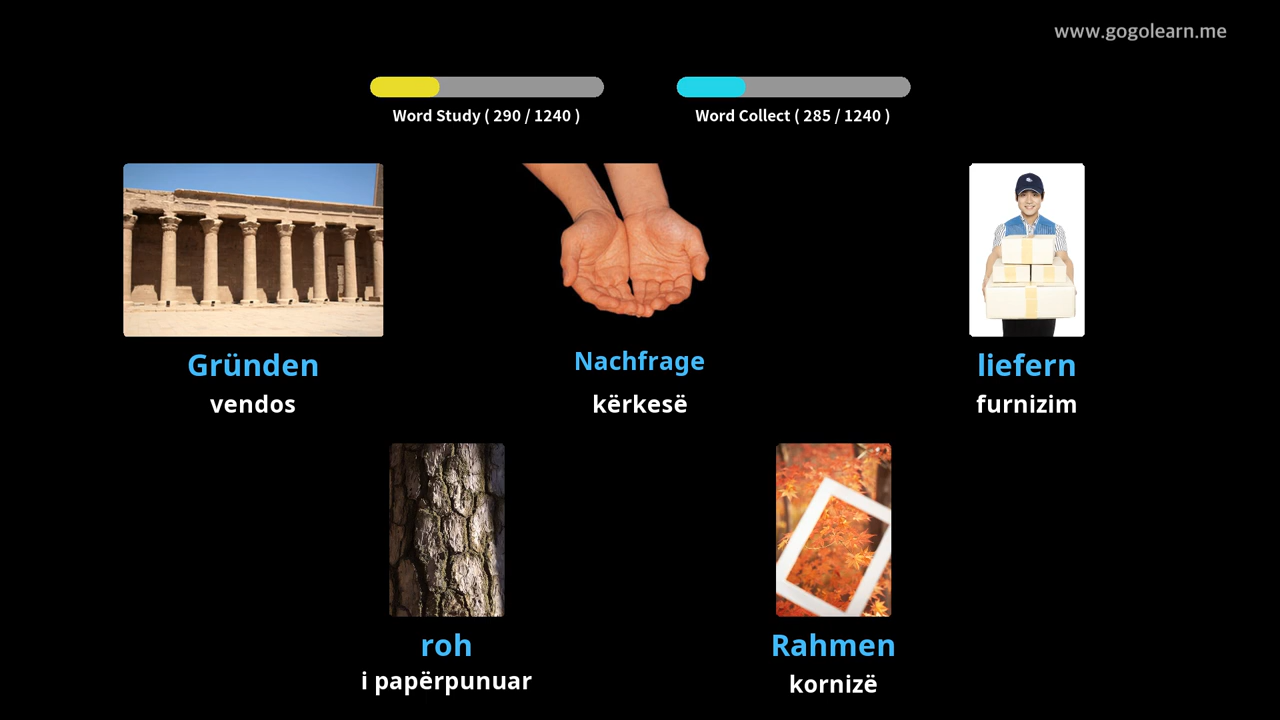 www.gogolearn.me
Word Study ( 290 / 1240 )
Word Collect ( 285 / 1240 )
Gründen
vendos
Nachfrage
kërkesë
liefern
furnizim
roh
i papërpunuar
Rahmen
kornizë